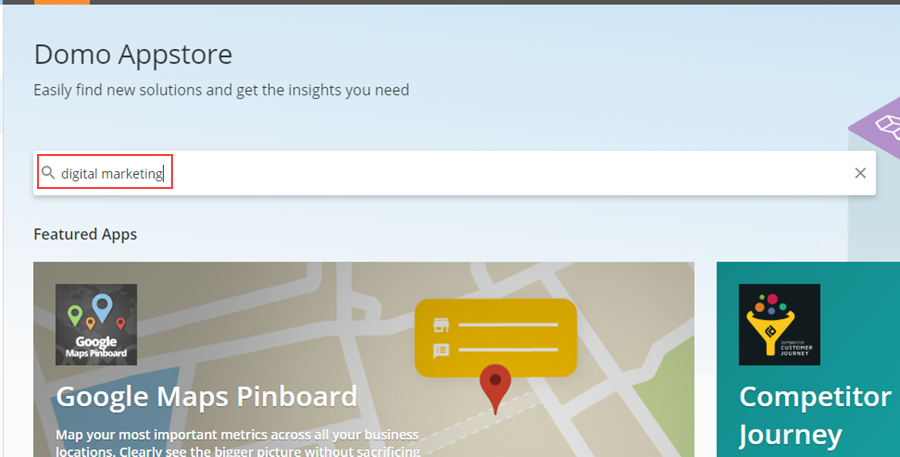 Domo Appstore
Easily find new solutions and get the insights you need
digital marketing
Featured Apps
Google
Maps Pinboard
Google Maps Pinboard
Map your most important metrics across all your business
locations. Clearly see the bigger picture without sacrificing
competitor
CUSTOMER
JOURNEY
Competitor
Journey